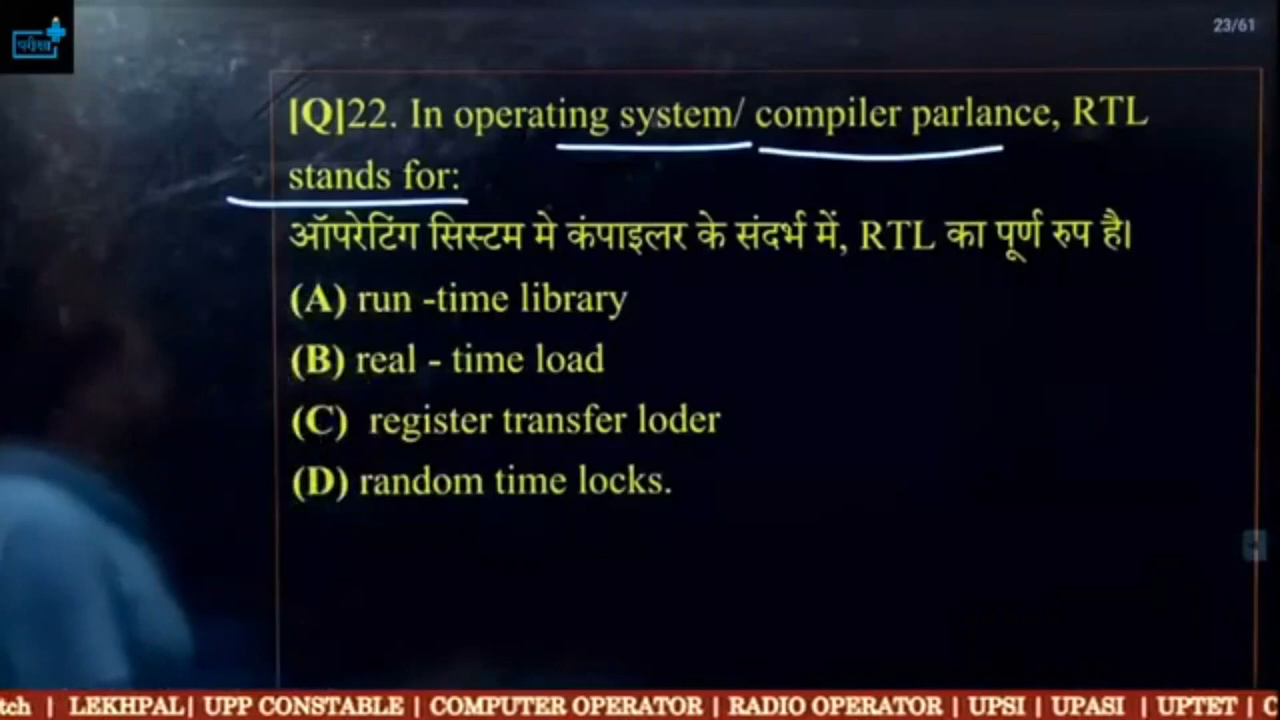 परीक्षा
23/61
[Q]22. In operating system/ compiler parlance, RTL
stands for:
ऑपरेटिंग सिस्टम मे कंपाइलर के संदर्भ में, RTL का पूर्ण रुप है।
(A) run -time library
(B) real - time load
(C) register transfer loder
(D) random time locks.
tch | LEKHPAL| UPP CONSTABLE | COMPUTER OPERATOR | RADIO OPERATOR | UPSI | UPASI | UPTET | C